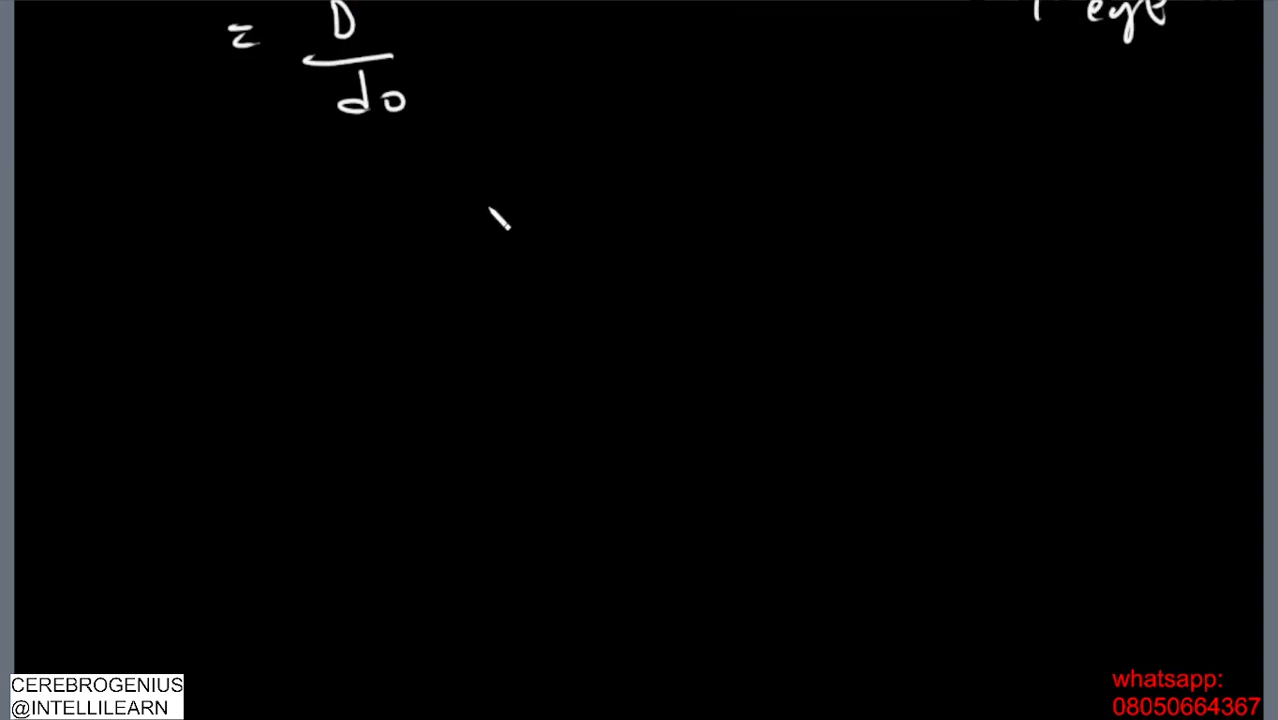 = D
do
eye
CEREBROGENIUS
@INTELLILEARN
whatsapp:
08050664367